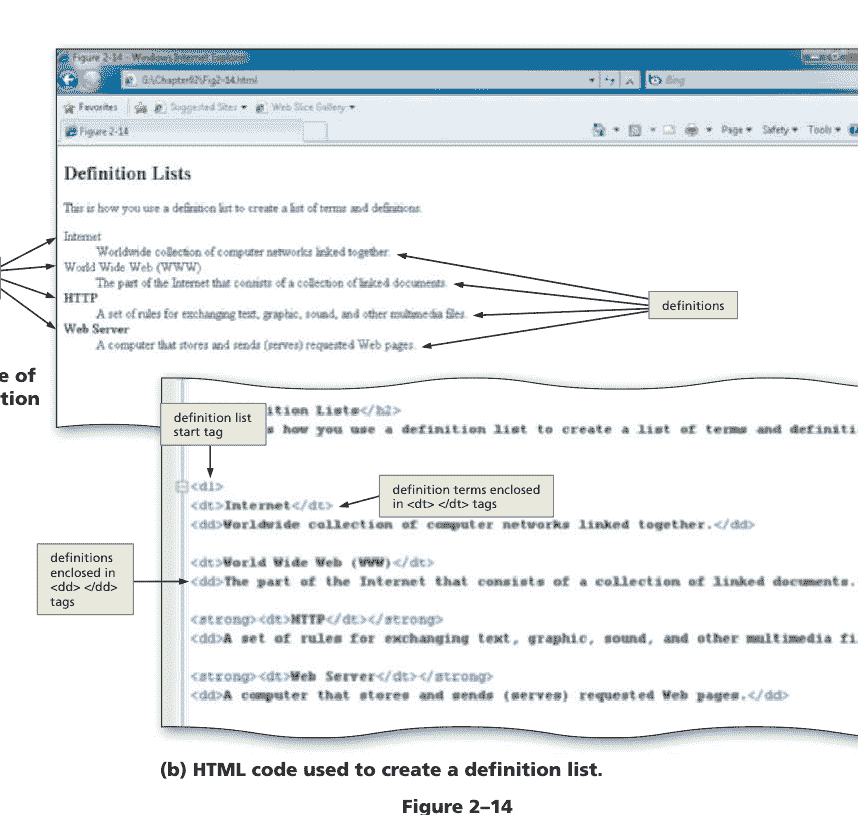 Figure 2-14 - Windows Internet Explorer
G:\Chapter02\Fig2-14.html
Bing
Favorites Suggested Sites Web Slice Gallery
Figure 2-14 Page Safety Tools
Definition Lists
This is how you use a definition list to create a list of terms and definitions.
Internet
Worldwide collection of computer networks linked together.
World Wide Web (WWW)
The part of the Internet that consists of a collection of linked documents.
HTTP
A set of rules for exchanging text, graphic, sound, and other multimedia files.
Web Server
A computer that stores and sends (serves) requested Web pages.
definitions
e of
tion
definition list
start tag
ition Lists</h2>
s how you use a definition list to create a list of terms and definiti
<dl>
definition terms enclosed
in <dt> </dt> tags
<dt>Internet</dt>
<dd>Worldwide collection of computer networks linked together.</dd>
definitions
enclosed in
<dd> </dd>
tags
<dt>World Wide Web (WWW)</dt>
<dd>The part of the Internet that consists of a collection of linked documents.
<strong><dt>HTTP</dt></strong>
<dd>A set of rules for exchanging text, graphic, sound, and other multimedia fi
<strong><dt>Web Server</dt></strong>
<dd>A computer that stores and sends (serves) requested Web pages.</dd>
(b) HTML code used to create a definition list.
Figure 2–14